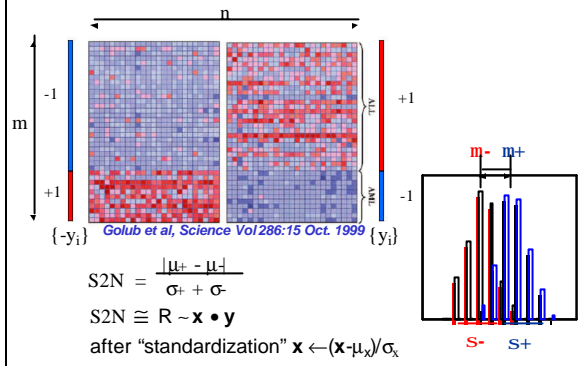 n
m
-1
+1
{-yi}
ALL
AML
+1
{yi}
Golub et al, Science Vol 286:15 Oct. 1999
S2N = |μ+ - μ-| / σ+ + σ-
S2N ≅ R ~ x • y
after “standardization” x ←(x-μx)/σx
m- m+
-1
s- s+